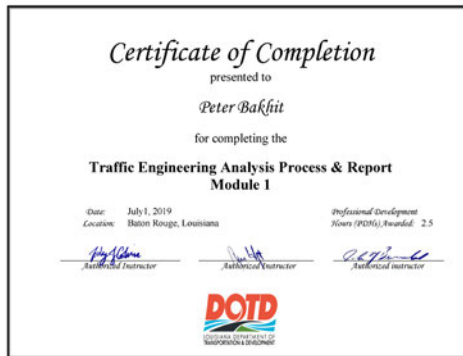 Certificate of Completion
presented to
Peter Bakhit
for completing the
Traffic Engineering Analysis Process & Report
Module 1
Date: July1, 2019
Location: Baton Rouge, Louisiana
Professional Development
Hours (PDHs) Awarded: 2.5
Authorized Instructor
Authorized Instructor
Authorized instructor
DOTD
LOUISIANA DEPARTMENT OF
TRANSPORTATION & DEVELOPMENT